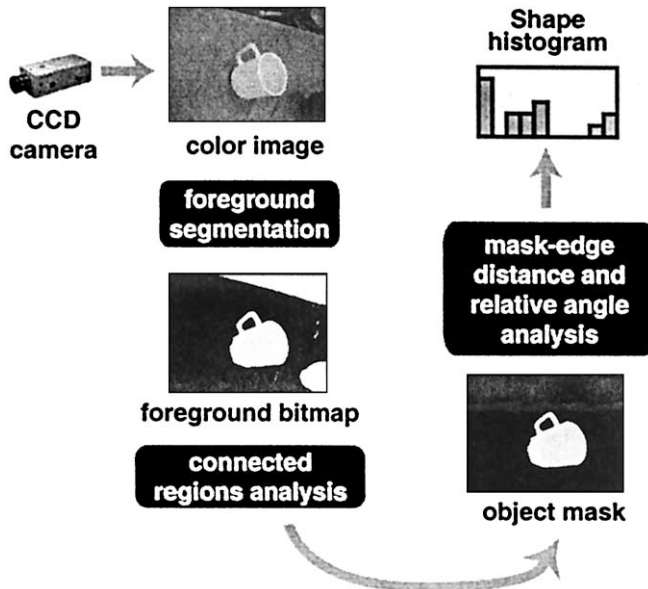 CCD
camera
color image
foreground
segmentation
foreground bitmap
connected
regions analysis
object mask
mask-edge
distance and
relative angle
analysis
Shape
histogram